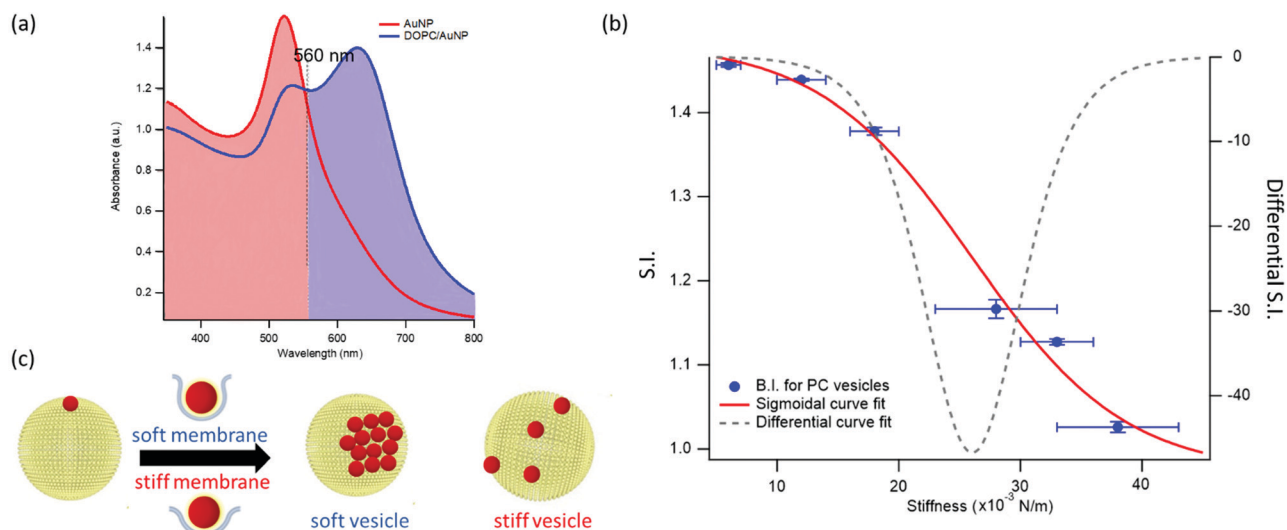 (a)
AuNP
DOPC/AuNP
560 nm
1.4
1.2
1.0
0.8
0.6
0.4
0.2
Absorbance (a.u.)
400 500 600 700 800
Wavelength (nm)
(b)
S.I.
1.4
1.3
1.2
1.1
1.0
0
-10
-20
-30
-40
Differential S.I.
B.I. for PC vesicles
Sigmoidal curve fit
Differential curve fit
10 20 30 40
Stiffness (x10⁻³ N/m)
(c)
soft membrane
stiff membrane
soft vesicle
stiff vesicle